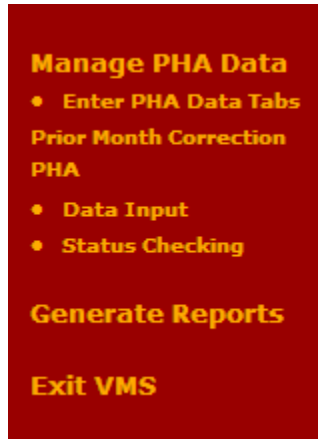 Manage PHA Data
• Enter PHA Data Tabs
Prior Month Correction
PHA
• Data Input
• Status Checking
Generate Reports
Exit VMS